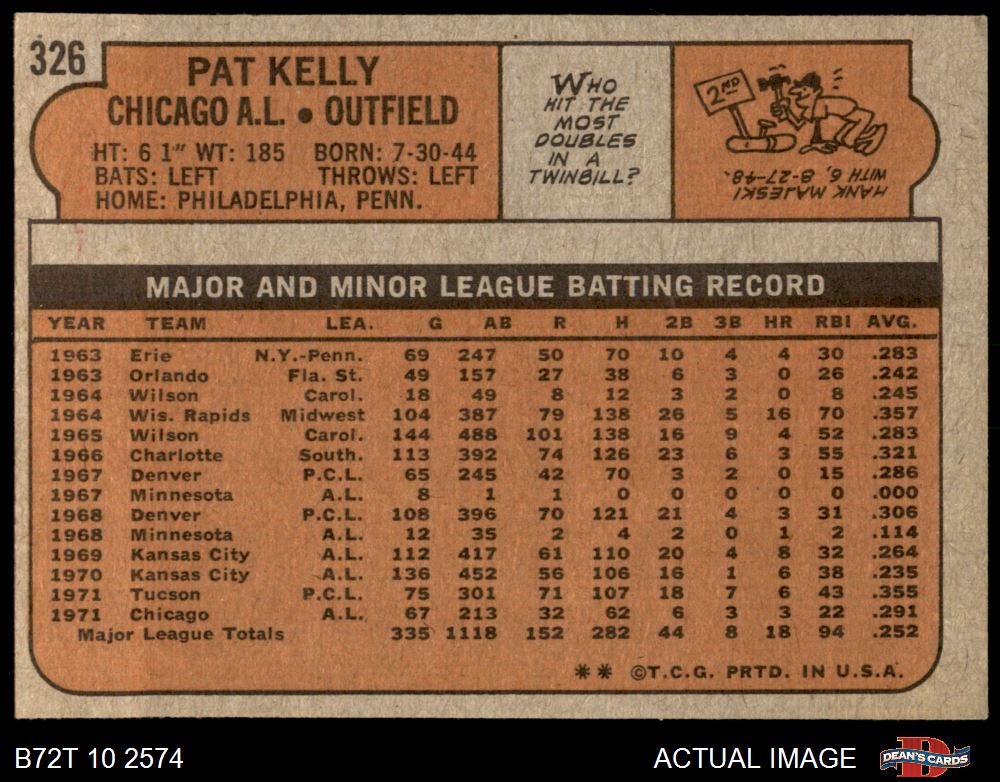 326
PAT KELLY
CHICAGO A.L. • OUTFIELD
HT: 6 1" WT: 185 BORN: 7-30-44
BATS: LEFT THROWS: LEFT
HOME: PHILADELPHIA, PENN.
WHO
HIT THE
MOST
DOUBLES
IN A
TWINBILL?
2ND
HANK MAJESKI
WITH 6, 8-27-48.
MAJOR AND MINOR LEAGUE BATTING RECORD
YEAR TEAM LEA. G AB R H 2B 3B HR RBI AVG.
1963 Erie N.Y.-Penn. 69 247 50 70 10 4 4 30 .283
1963 Orlando Fla. St. 49 157 27 38 6 3 0 26 .242
1964 Wilson Carol. 18 49 8 12 3 2 0 8 .245
1964 Wis. Rapids Midwest 104 387 79 138 26 5 16 70 .357
1965 Wilson Carol. 144 488 101 138 16 9 4 52 .283
1966 Charlotte South. 113 392 74 126 23 6 3 55 .321
1967 Denver P.C.L. 65 245 42 70 3 2 0 15 .286
1967 Minnesota A.L. 8 1 1 0 0 0 0 0 .000
1968 Denver P.C.L. 108 396 70 121 21 4 3 31 .306
1968 Minnesota A.L. 12 35 2 4 2 0 1 2 .114
1969 Kansas City A.L. 112 417 61 110 20 4 8 32 .264
1970 Kansas City A.L. 136 452 56 106 16 1 6 38 .235
1971 Tucson P.C.L. 75 301 71 107 18 7 6 43 .355
1971 Chicago A.L. 67 213 32 62 6 3 3 22 .291
Major League Totals 335 1118 152 282 44 8 18 94 .252
** ©T.C.G. PRTD. IN U.S.A.
B72T 10 2574
ACTUAL IMAGE
DEAN'S CARDS